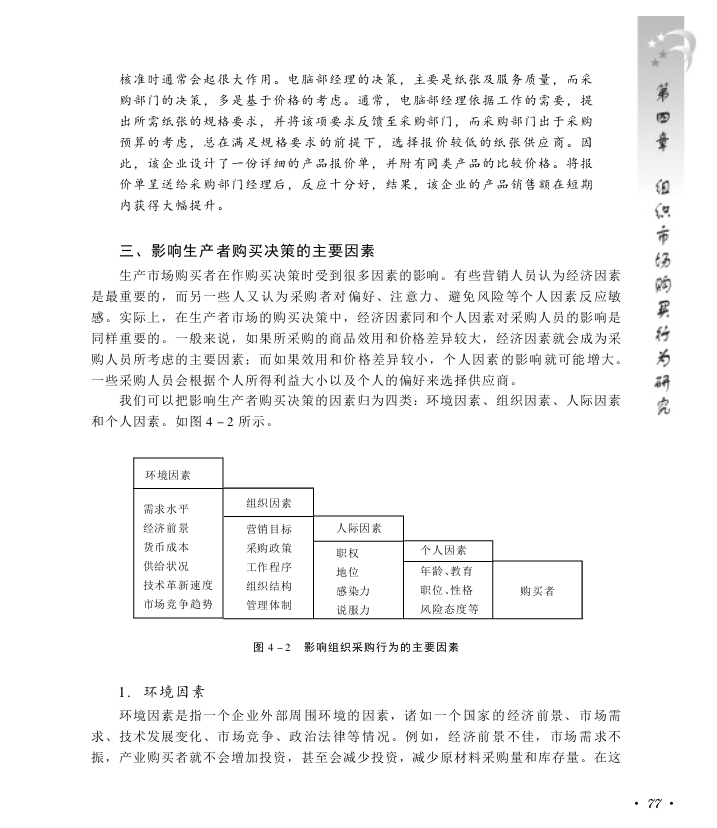 核准时通常会起很大作用。电脑部经理的决策，主要是纸张及服务质量，而采
购部门的决策，多是基于价格的考虑。通常，电脑部经理依据工作的需要，提
出所需纸张的规格要求，并将该项要求反馈至采购部门，而采购部门出于采购
预算的考虑，总在满足规格要求的前提下，选择报价较低的纸张供应商。因
此，该企业设计了一份详细的产品报价单，并附有同类产品的比较价格。将报
价单呈送给采购部门经理后，反应十分好，结果，该企业的产品销售额在短期
内获得大幅提升。
三、影响生产者购买决策的主要因素
生产市场购买者在作购买决策时受到很多因素的影响。有些营销人员认为经济因素
是最重要的，而另一些人又认为采购者对偏好、注意力、避免风险等个人因素反应敏
感。实际上，在生产者市场的购买决策中，经济因素同和个人因素对采购人员的影响是
同样重要的。一般来说，如果所采购的商品效用和价格差异较大，经济因素就会成为采
购人员所考虑的主要因素；而如果效用和价格差异较小，个人因素的影响就可能增大。
一些采购人员会根据个人所得利益大小以及个人的偏好来选择供应商。
我们可以把影响生产者购买决策的因素归为四类：环境因素、组织因素、人际因素
和个人因素。如图 4－2 所示。
环境因素
需求水平
经济前景
货币成本
供给状况
技术革新速度
市场竞争趋势
组织因素
营销目标
采购政策
工作程序
组织结构
管理体制
人际因素
职权
地位
感染力
说服力
个人因素
年龄、教育
职位、性格
风险态度等
购买者
图 4－2 影响组织采购行为的主要因素
1. 环境因素
环境因素是指一个企业外部周围环境的因素，诸如一个国家的经济前景、市场需
求、技术发展变化、市场竞争、政治法律等情况。例如，经济前景不佳，市场需求不
振，产业购买者就不会增加投资，甚至会减少投资，减少原材料采购量和库存量。在这
第四章 组织市场购买行为研究
· 77 ·